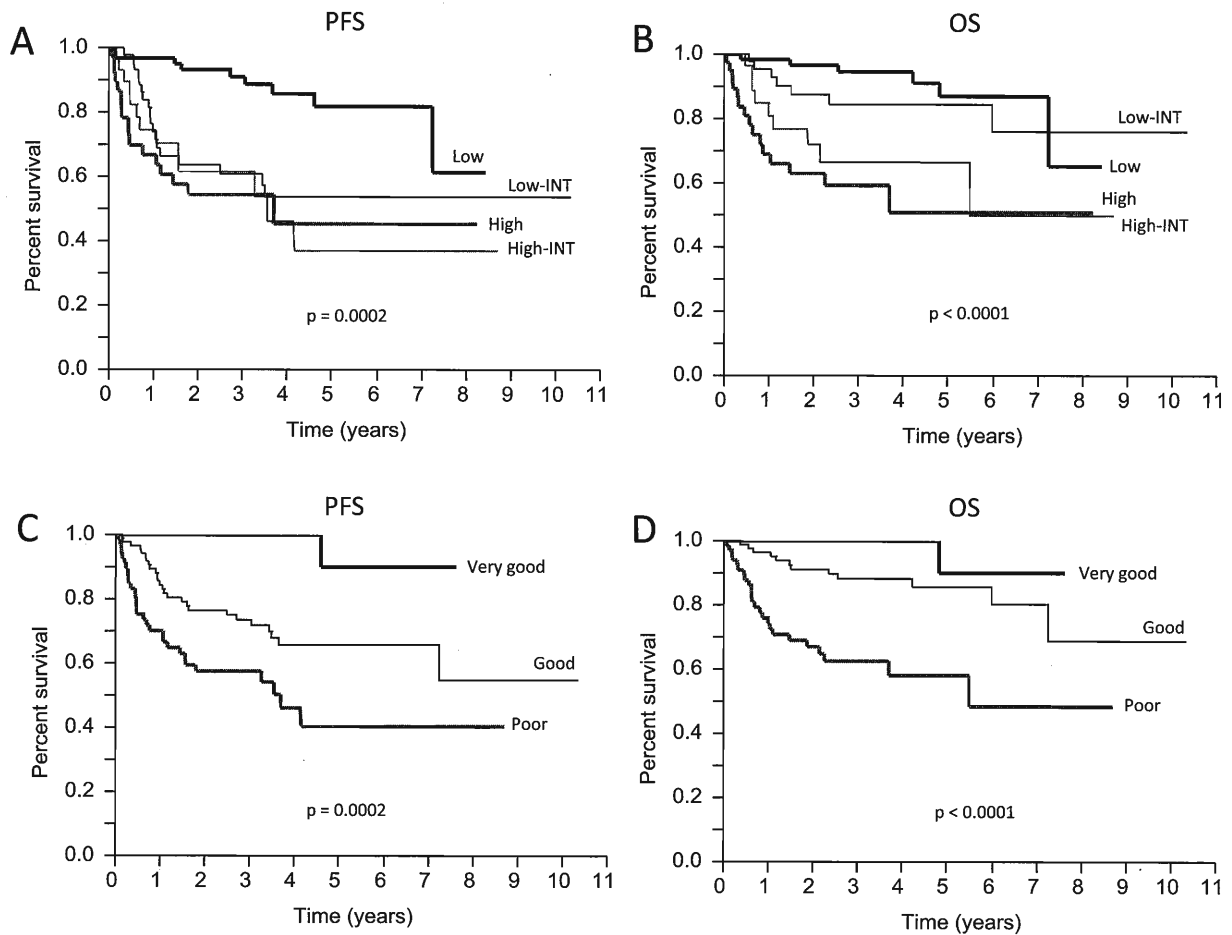 A
PFS
Percent survival
1.0
0.8
0.6
0.4
0.2
0.0
Low
Low-INT
High
High-INT
p = 0.0002
0 1 2 3 4 5 6 7 8 9 10 11
Time (years)
B
OS
Percent survival
1.0
0.8
0.6
0.4
0.2
0.0
Low-INT
Low
High
High-INT
p < 0.0001
0 1 2 3 4 5 6 7 8 9 10 11
Time (years)
C
PFS
Percent survival
1.0
0.8
0.6
0.4
0.2
0.0
Very good
Good
Poor
p = 0.0002
0 1 2 3 4 5 6 7 8 9 10 11
Time (years)
D
OS
Percent survival
1.0
0.8
0.6
0.4
0.2
0.0
Very good
Good
Poor
p < 0.0001
0 1 2 3 4 5 6 7 8 9 10 11
Time (years)